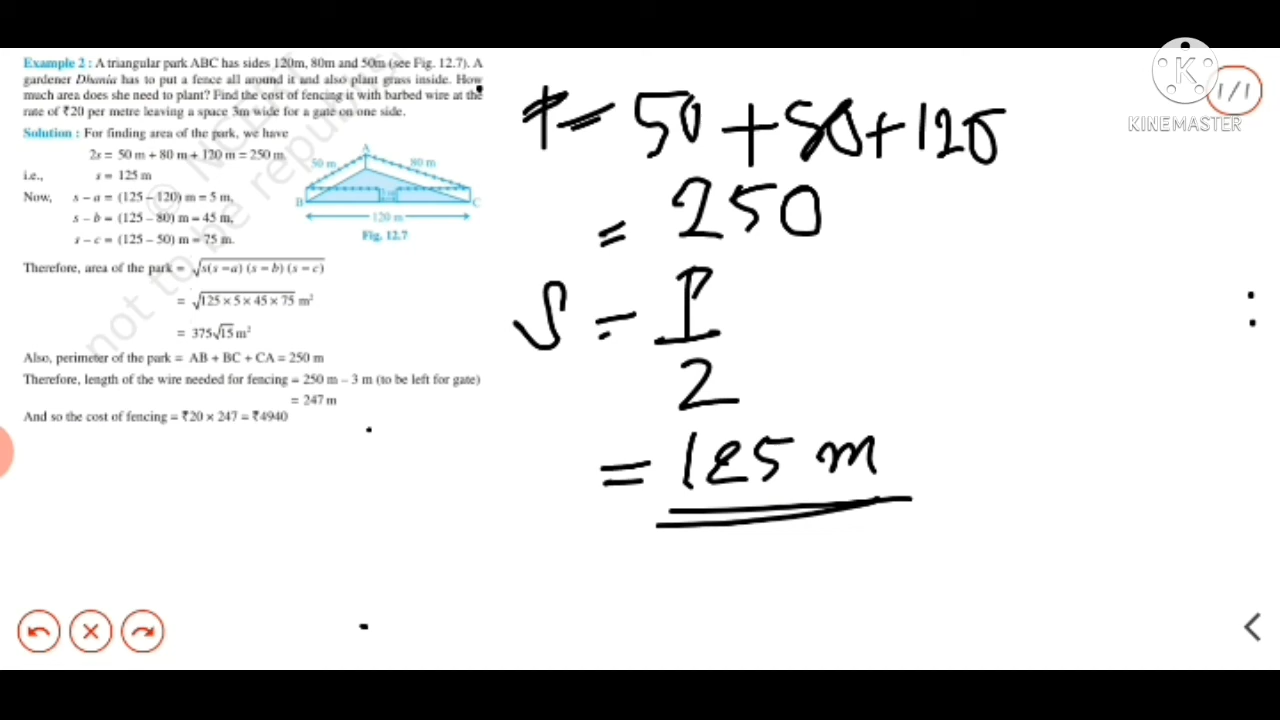 Example 2 : A triangular park ABC has sides 120m, 80m and 50m (see Fig. 12.7). A
gardener Dhania has to put a fence all around it and also plant grass inside. How
much area does she need to plant? Find the cost of fencing it with barbed wire at the
rate of ₹20 per metre leaving a space 3m wide for a gate on one side.
Solution : For finding area of the park, we have
2s = 50 m + 80 m + 120 m = 250 m.
i.e., s = 125 m
Now, s – a = (125 – 120) m = 5 m,
s – b = (125 – 80) m = 45 m,
s – c = (125 – 50) m = 75 m.
A
50 m
80 m
B
C
120 m
Fig. 12.7
Therefore, area of the park = √s(s – a) (s – b) (s – c)
= √125 × 5 × 45 × 75 m²
= 375√15 m²
Also, perimeter of the park = AB + BC + CA = 250 m
Therefore, length of the wire needed for fencing = 250 m – 3 m (to be left for gate)
= 247 m
And so the cost of fencing = ₹20 × 247 = ₹4940
not to be republis
P = 50 + 80 + 120
= 250
S = P
2
= 125 m
K
KINEMASTER
1/1